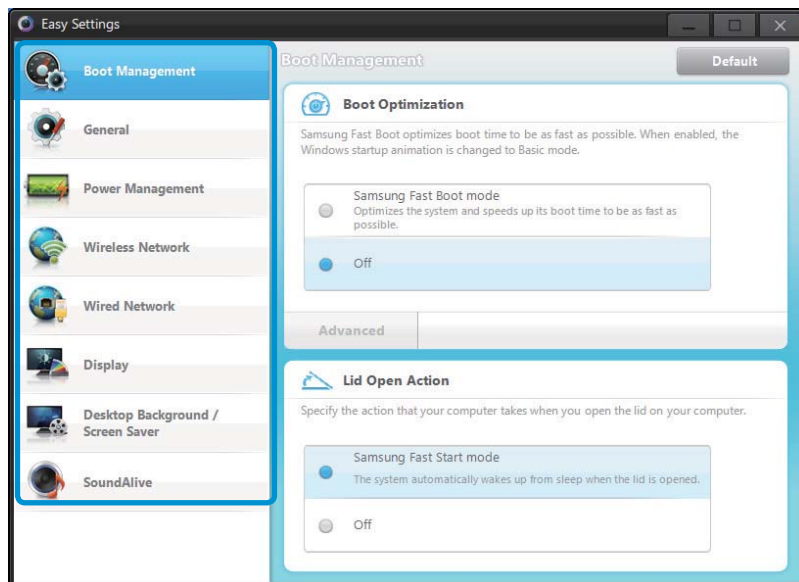 Easy Settings
Boot Management
General
Power Management
Wireless Network
Wired Network
Display
Desktop Background /
Screen Saver
SoundAlive
Boot Management
Default
Boot Optimization
Samsung Fast Boot optimizes boot time to be as fast as possible. When enabled, the
Windows startup animation is changed to Basic mode.
Samsung Fast Boot mode
Optimizes the system and speeds up its boot time to be as fast as
possible.
Off
Advanced
Lid Open Action
Specify the action that your computer takes when you open the lid on your computer.
Samsung Fast Start mode
The system automatically wakes up from sleep when the lid is opened.
Off